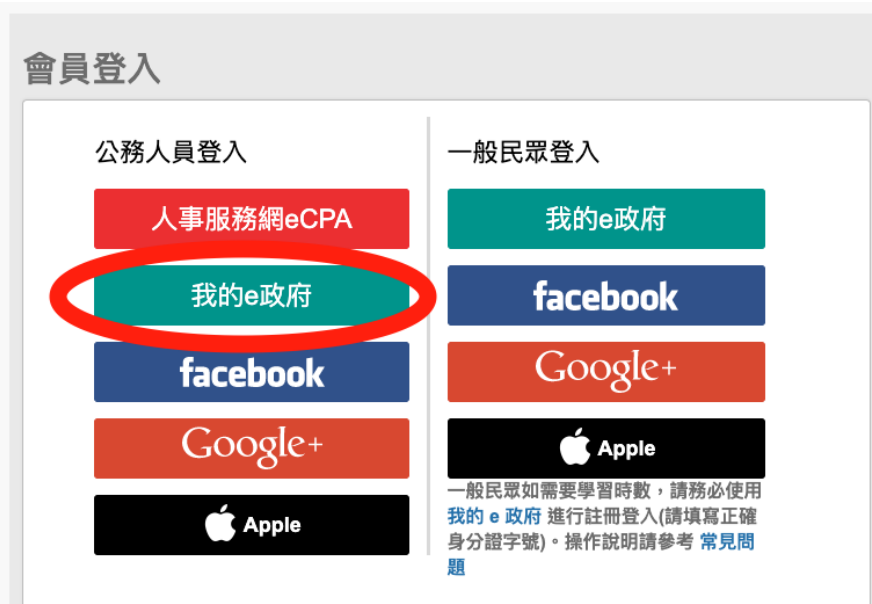 會員登入
公務人員登入
人事服務網eCPA
我的e政府
facebook
Google+
Apple
一般民眾登入
我的e政府
facebook
Google+
Apple
一般民眾如需要學習時數，請務必使用
我的 e 政府 進行註冊登入(請填寫正確
身分證字號)。操作說明請參考 常見問
題